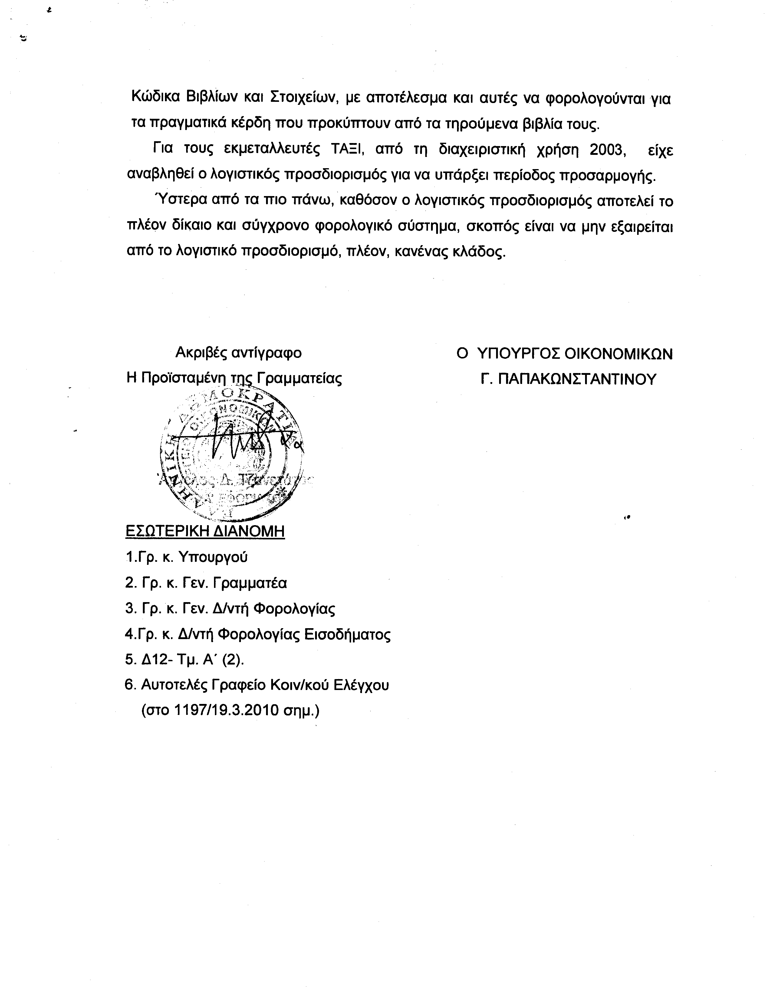 Κώδικα Βιβλίων και Στοιχείων, με αποτέλεσμα και αυτές να φορολογούνται για
τα πραγματικά κέρδη που προκύπτουν από τα τηρούμενα βιβλία τους.
Για τους εκμεταλλευτές ΤΑΞΙ, από τη διαχειριστική χρήση 2003, είχε
αναβληθεί ο λογιστικός προσδιορισμός για να υπάρξει περίοδος προσαρμογής.
Ύστερα από τα πιο πάνω, καθόσον ο λογιστικός προσδιορισμός αποτελεί το
πλέον δίκαιο και σύγχρονο φορολογικό σύστημα, σκοπός είναι να μην εξαιρείται
από το λογιστικό προσδιορισμό, πλέον, κανένας κλάδος.
Ακριβές αντίγραφο
Η Προϊσταμένη της Γραμματείας
Ο ΥΠΟΥΡΓΟΣ ΟΙΚΟΝΟΜΙΚΩΝ
Γ. ΠΑΠΑΚΩΝΣΤΑΝΤΙΝΟΥ
ΕΛΛΗΝΙΚΗ ΔΗΜΟΚΡΑΤΙΑ
ΟΙΚΟΝΟΜΙΚΩΝ
ΕΣΩΤΕΡΙΚΗ ΔΙΑΝΟΜΗ
1.Γρ. κ. Υπουργού
2. Γρ. κ. Γεν. Γραμματέα
3. Γρ. κ. Γεν. Δ/ντή Φορολογίας
4.Γρ. κ. Δ/ντή Φορολογίας Εισοδήματος
5. Δ12- Τμ. Α΄ (2).
6. Αυτοτελές Γραφείο Κοιν/κού Ελέγχου
(στο 1197/19.3.2010 σημ.)